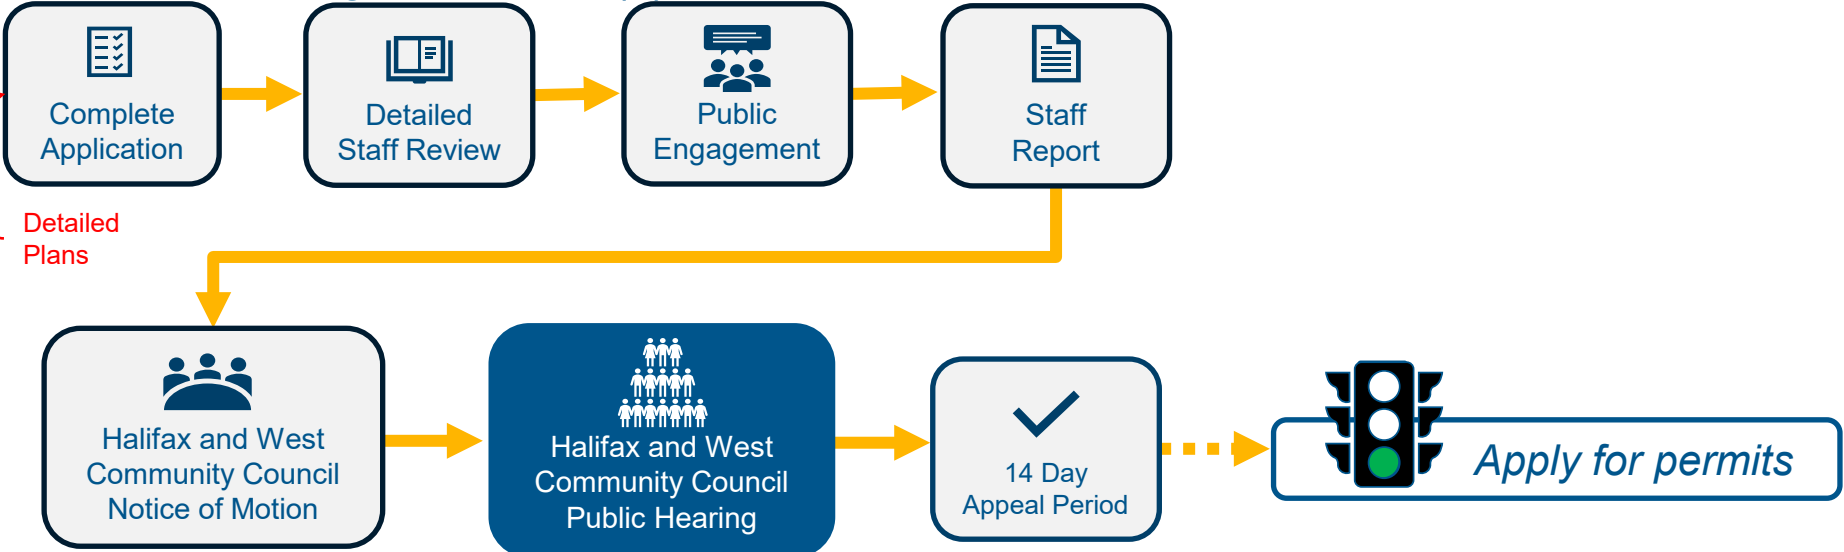 Complete
Application
Detailed
Staff Review
Public
Engagement
Staff
Report
Detailed
Plans
Halifax and West
Community Council
Notice of Motion
Halifax and West
Community Council
Public Hearing
14 Day
Appeal Period
Apply for permits